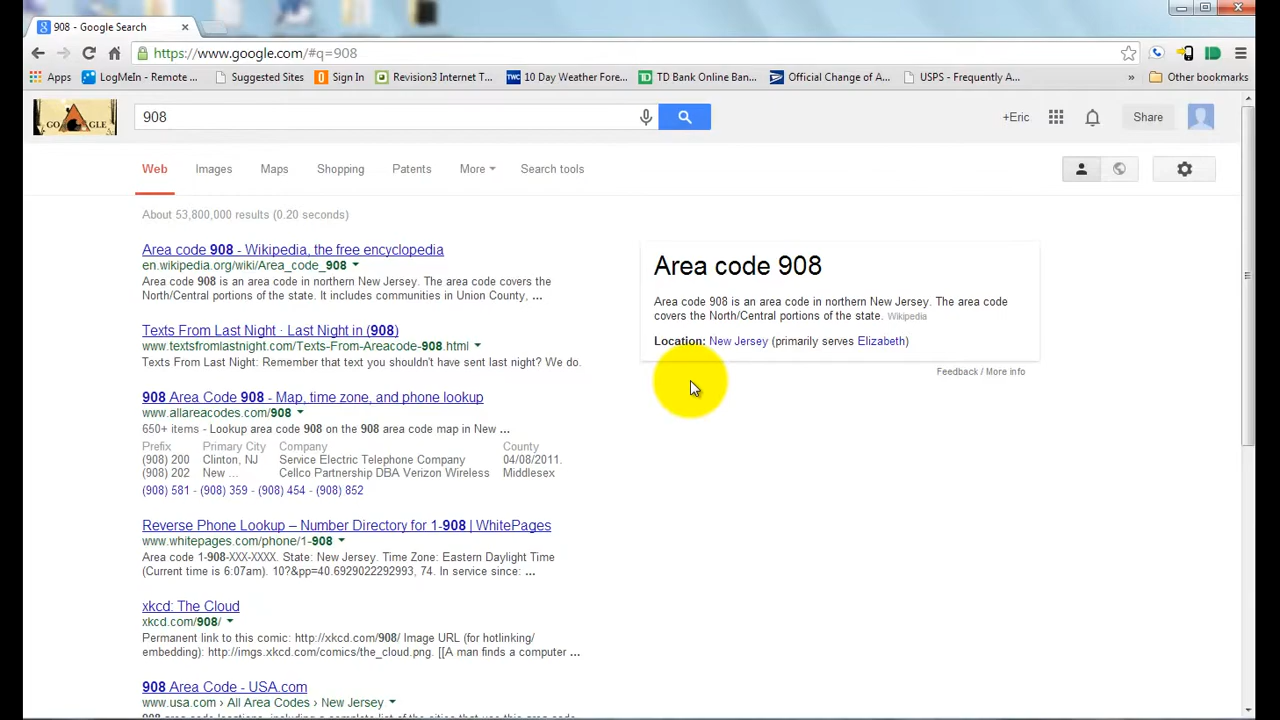 908 - Google Search
https://www.google.com/#q=908
Apps LogMeIn - Remote ... Suggested Sites Sign In Revision3 Internet T... 10 Day Weather Fore... TD Bank Online Ban... Official Change of A... USPS - Frequently A... » Other bookmarks
908 +Eric Share
Web Images Maps Shopping Patents More Search tools
About 53,800,000 results (0.20 seconds)
Area code 908 - Wikipedia, the free encyclopedia
en.wikipedia.org/wiki/Area_code_908
Area code 908 is an area code in northern New Jersey. The area code covers the
North/Central portions of the state. It includes communities in Union County, ...
Texts From Last Night · Last Night in (908)
www.textsfromlastnight.com/Texts-From-Areacode-908.html
Texts From Last Night: Remember that text you shouldn't have sent last night? We do.
908 Area Code 908 - Map, time zone, and phone lookup
www.allareacodes.com/908
650+ items - Lookup area code 908 on the 908 area code map in New ...
Prefix Primary City Company County
(908) 200 Clinton, NJ Service Electric Telephone Company 04/08/2011.
(908) 202 New ... Cellco Partnership DBA Verizon Wireless Middlesex
(908) 581 - (908) 359 - (908) 454 - (908) 852
Reverse Phone Lookup – Number Directory for 1-908 | WhitePages
www.whitepages.com/phone/1-908
Area code 1-908-XXX-XXXX. State: New Jersey. Time Zone: Eastern Daylight Time
(Current time is 6.07am). 10?&pp=40.6929022292993, 74. In service since: ...
xkcd: The Cloud
xkcd.com/908/
Permanent link to this comic: http://xkcd.com/908/ Image URL (for hotlinking/
embedding): http://imgs.xkcd.com/comics/the_cloud.png. [[A man finds a computer ...
908 Area Code - USA.com
www.usa.com › All Area Codes › New Jersey
Area code 908
Area code 908 is an area code in northern New Jersey. The area code
covers the North/Central portions of the state. Wikipedia
Location: New Jersey (primarily serves Elizabeth)
Feedback / More info